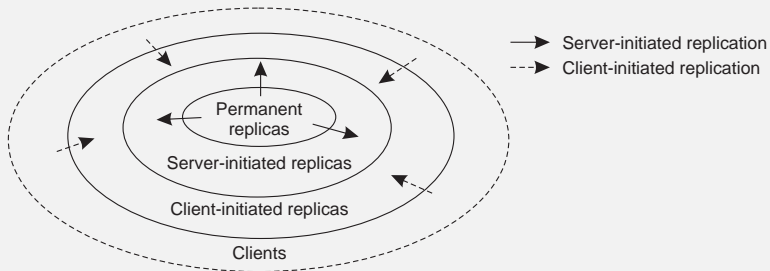 Server-initiated replication
Client-initiated replication
Permanent
replicas
Server-initiated replicas
Client-initiated replicas
Clients